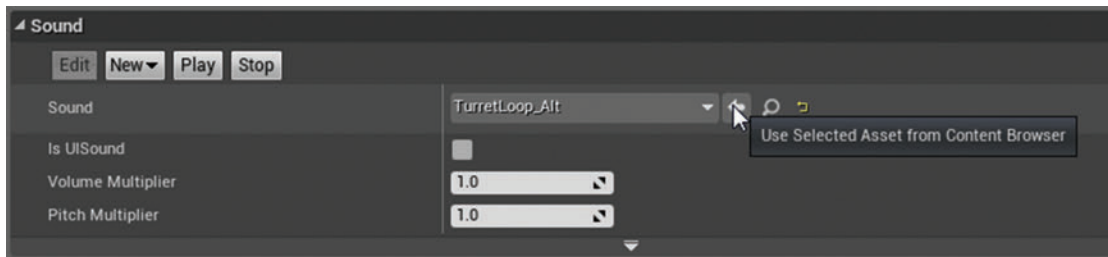 Sound
Edit New Play Stop
Sound TurretLoop_Alt
Use Selected Asset from Content Browser
Is UISound
Volume Multiplier 1.0
Pitch Multiplier 1.0